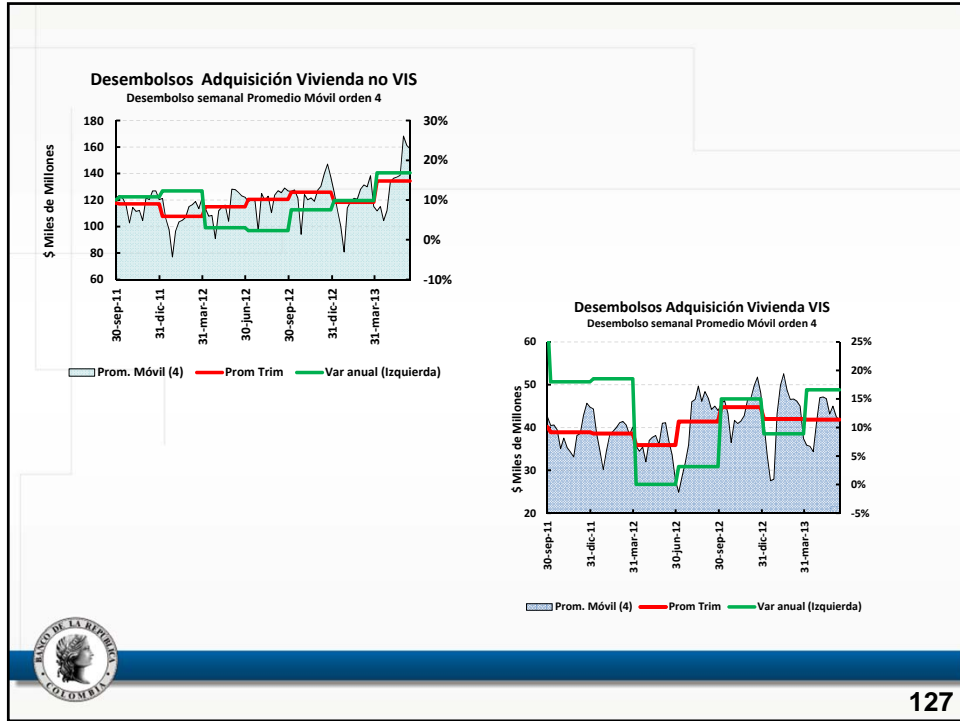 Desembolsos Adquisición Vivienda no VIS
Desembolso semanal Promedio Móvil orden 4
$ Miles de Millones
180
160
140
120
100
80
60
30%
20%
10%
0%
-10%
30-sep-11
31-dic-11
31-mar-12
30-jun-12
30-sep-12
31-dic-12
31-mar-13
Prom. Móvil (4) Prom Trim Var anual (Izquierda)
Desembolsos Adquisición Vivienda VIS
Desembolso semanal Promedio Móvil orden 4
$ Miles de Millones
60
50
40
30
20
25%
20%
15%
10%
5%
0%
-5%
30-sep-11
31-dic-11
31-mar-12
30-jun-12
30-sep-12
31-dic-12
31-mar-13
Prom. Móvil (4) Prom Trim Var anual (Izquierda)
BANCO DE LA REPÚBLICA
COLOMBIA
127